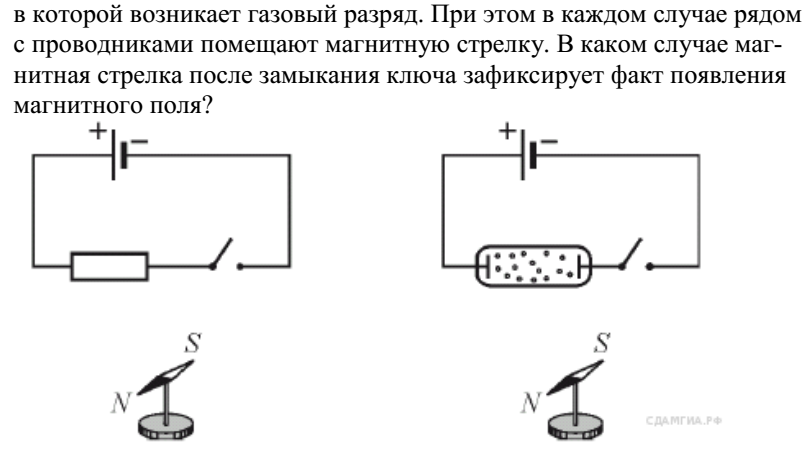 в которой возникает газовый разряд. При этом в каждом случае рядом
с проводниками помещают магнитную стрелку. В каком случае маг-
нитная стрелка после замыкания ключа зафиксирует факт появления
магнитного поля?
+ − + −
S S
N N
СДАМГИА.РФ